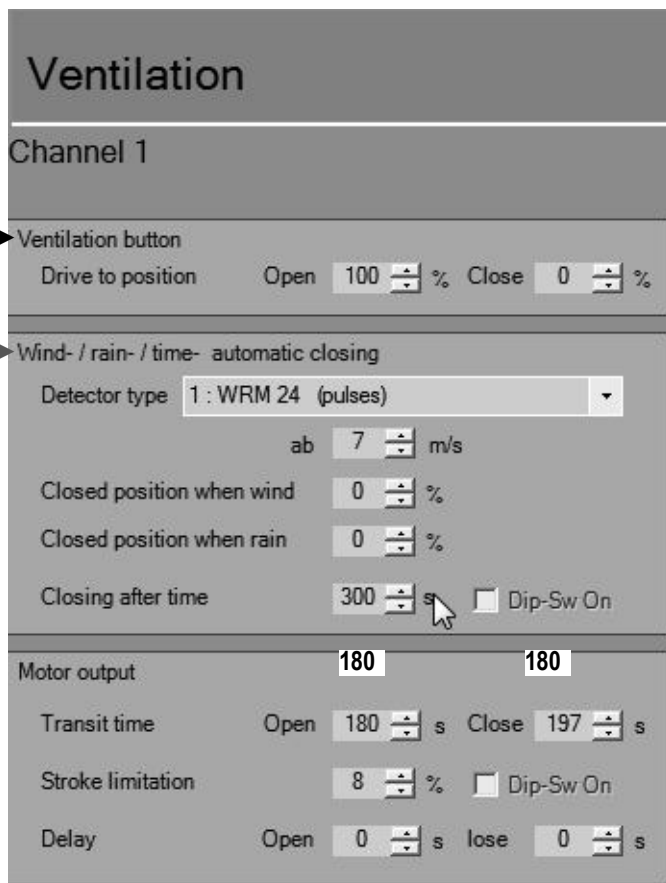 Ventilation
Channel 1
Ventilation button
Drive to position Open 100 % Close 0 %
Wind- / rain- / time- automatic closing
Detector type 1 : WRM 24 (pulses)
ab 7 m/s
Closed position when wind 0 %
Closed position when rain 0 %
Closing after time 300 s Dip-Sw On
180 180
Motor output
Transit time Open 180 s Close 197 s
Stroke limitation 8 % Dip-Sw On
Delay Open 0 s lose 0 s